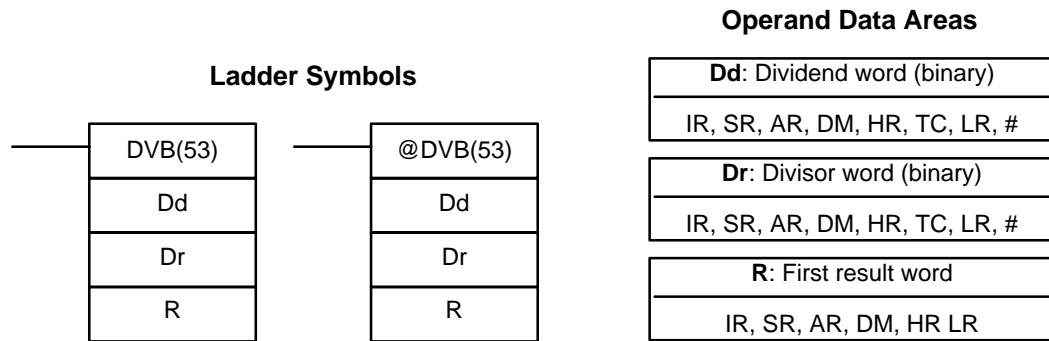 Ladder Symbols
DVB(53)
Dd
Dr
R
@DVB(53)
Dd
Dr
R
Operand Data Areas
Dd: Dividend word (binary)
IR, SR, AR, DM, HR, TC, LR, #
Dr: Divisor word (binary)
IR, SR, AR, DM, HR, TC, LR, #
R: First result word
IR, SR, AR, DM, HR LR